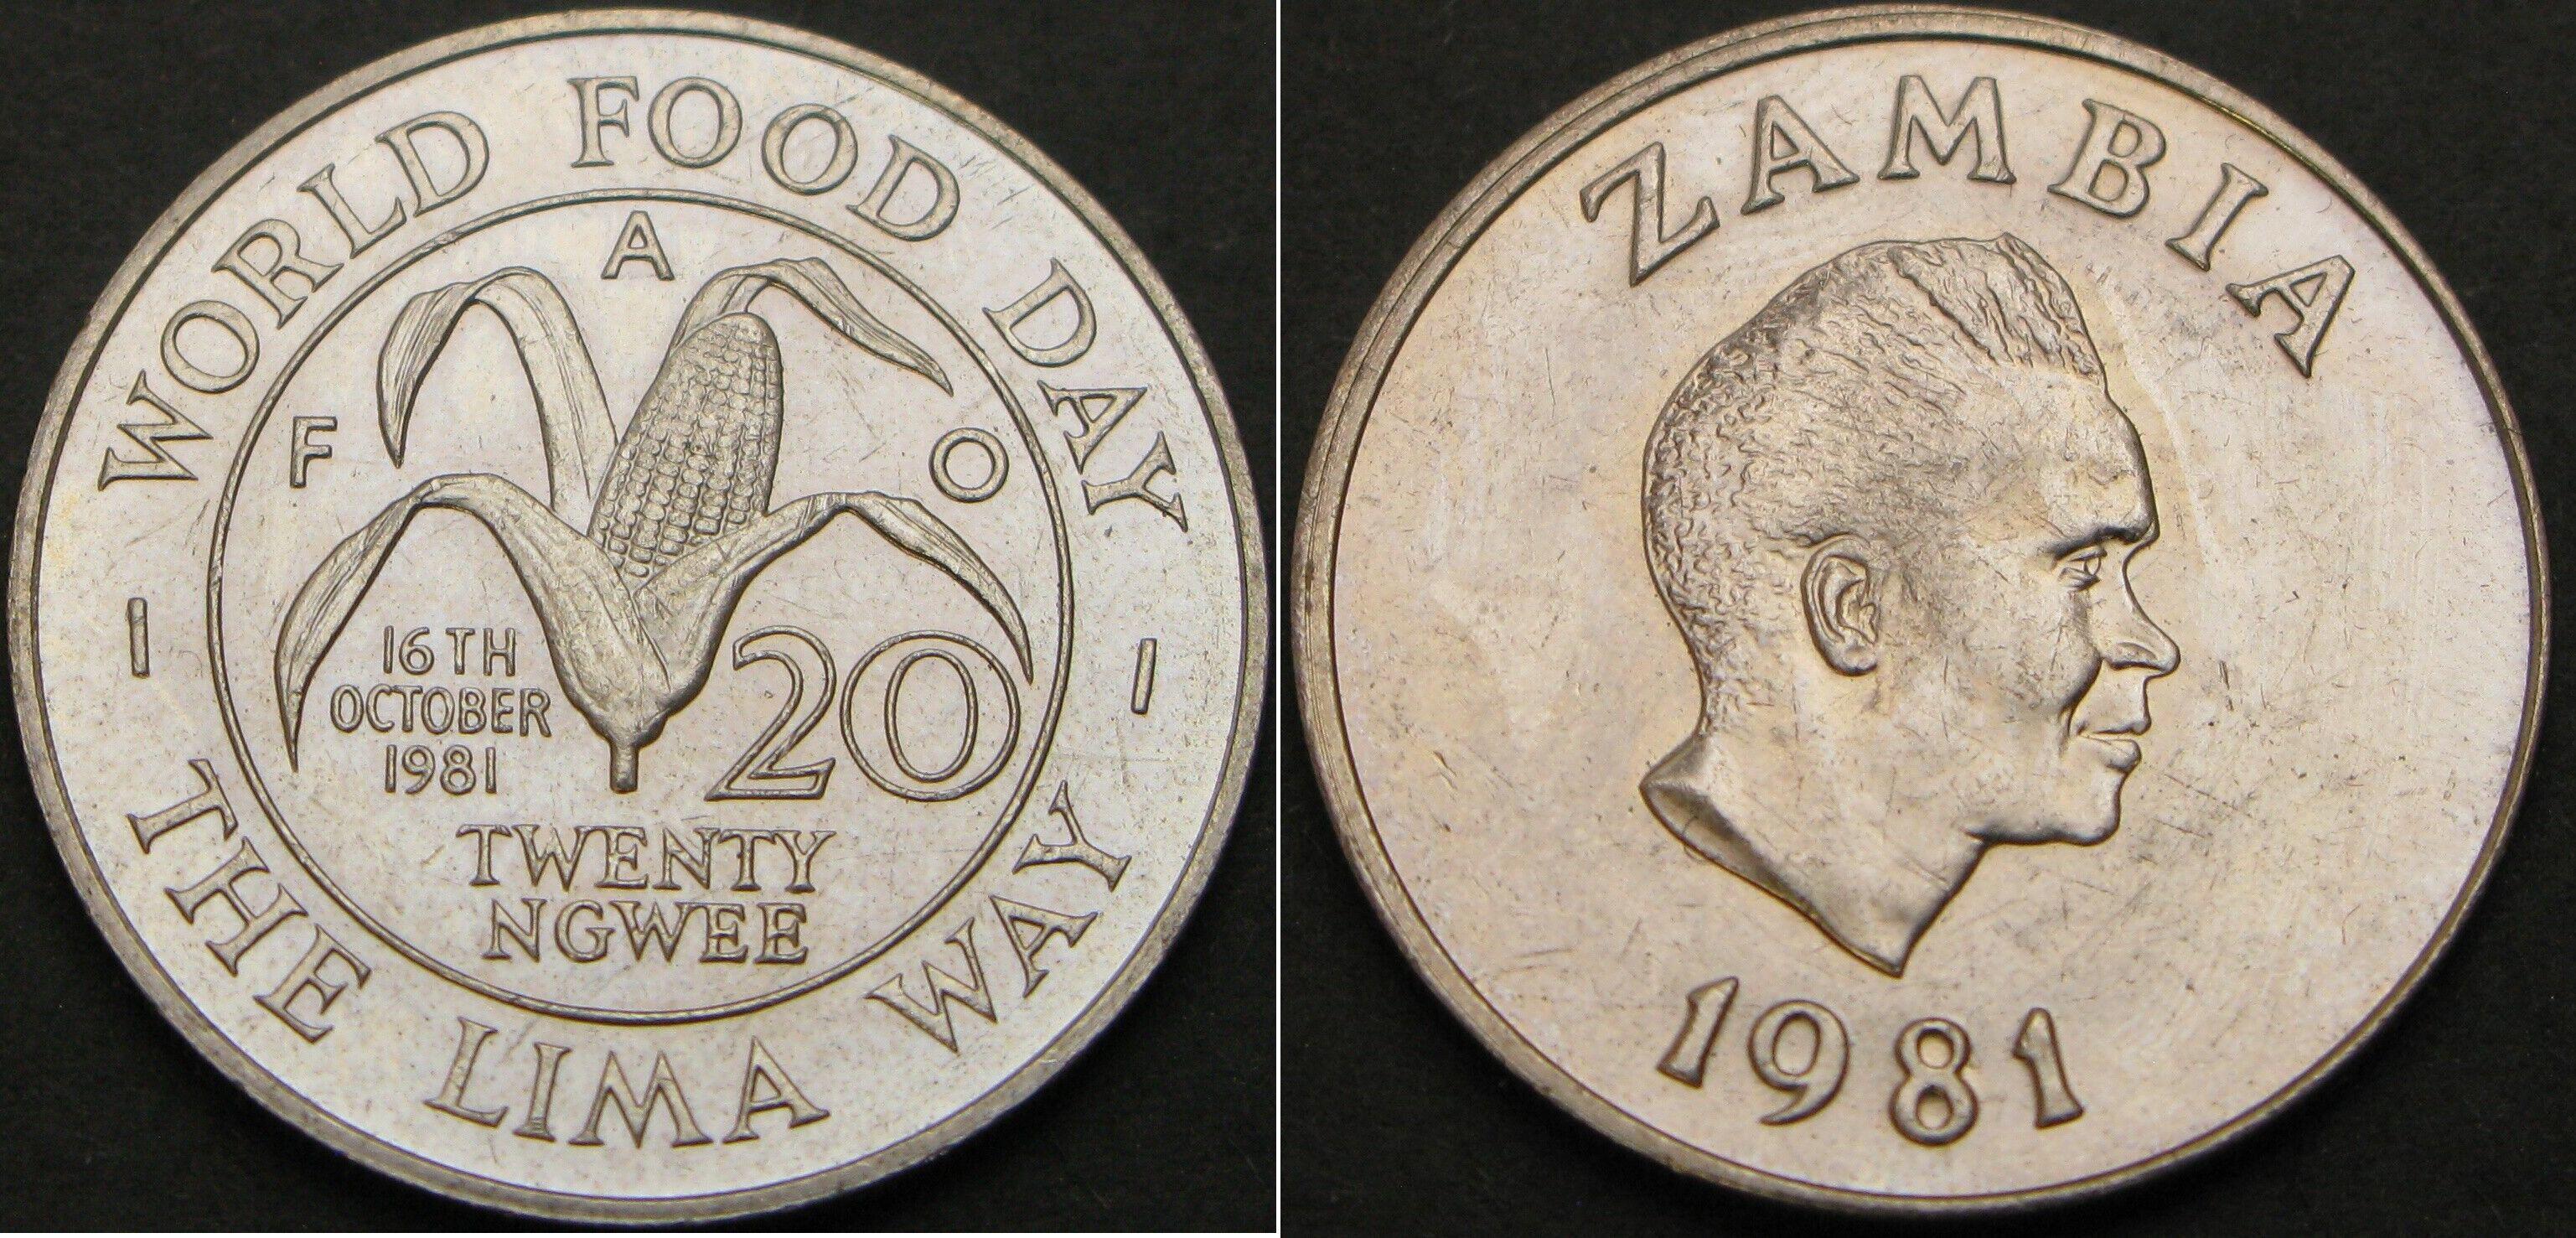 WORLD FOOD DAY
F A O
16TH
OCTOBER
1981
20
TWENTY
NGWEE
THE LIMA WAY
ZAMBIA
1981